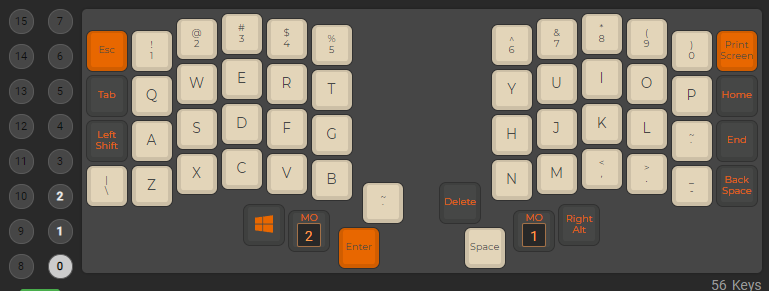 15 7
14 6
13 5
12 4
11 3
10 2
9 1
8 0
Esc
!
1
@
2
#
3
$
4
%
5
^
6
&
7
*
8
(
9
)
0
Print
Screen
Tab
Q
W
E
R
T
Y
U
I
O
P
Home
Left
Shift
A
S
D
F
G
H
J
K
L
~
`
End
|
\
Z
X
C
V
B
N
M
<
,
>
.
_
-
Back
Space
MO
2
~
`
Enter
Delete
Space
MO
1
Right
Alt
56 Keys